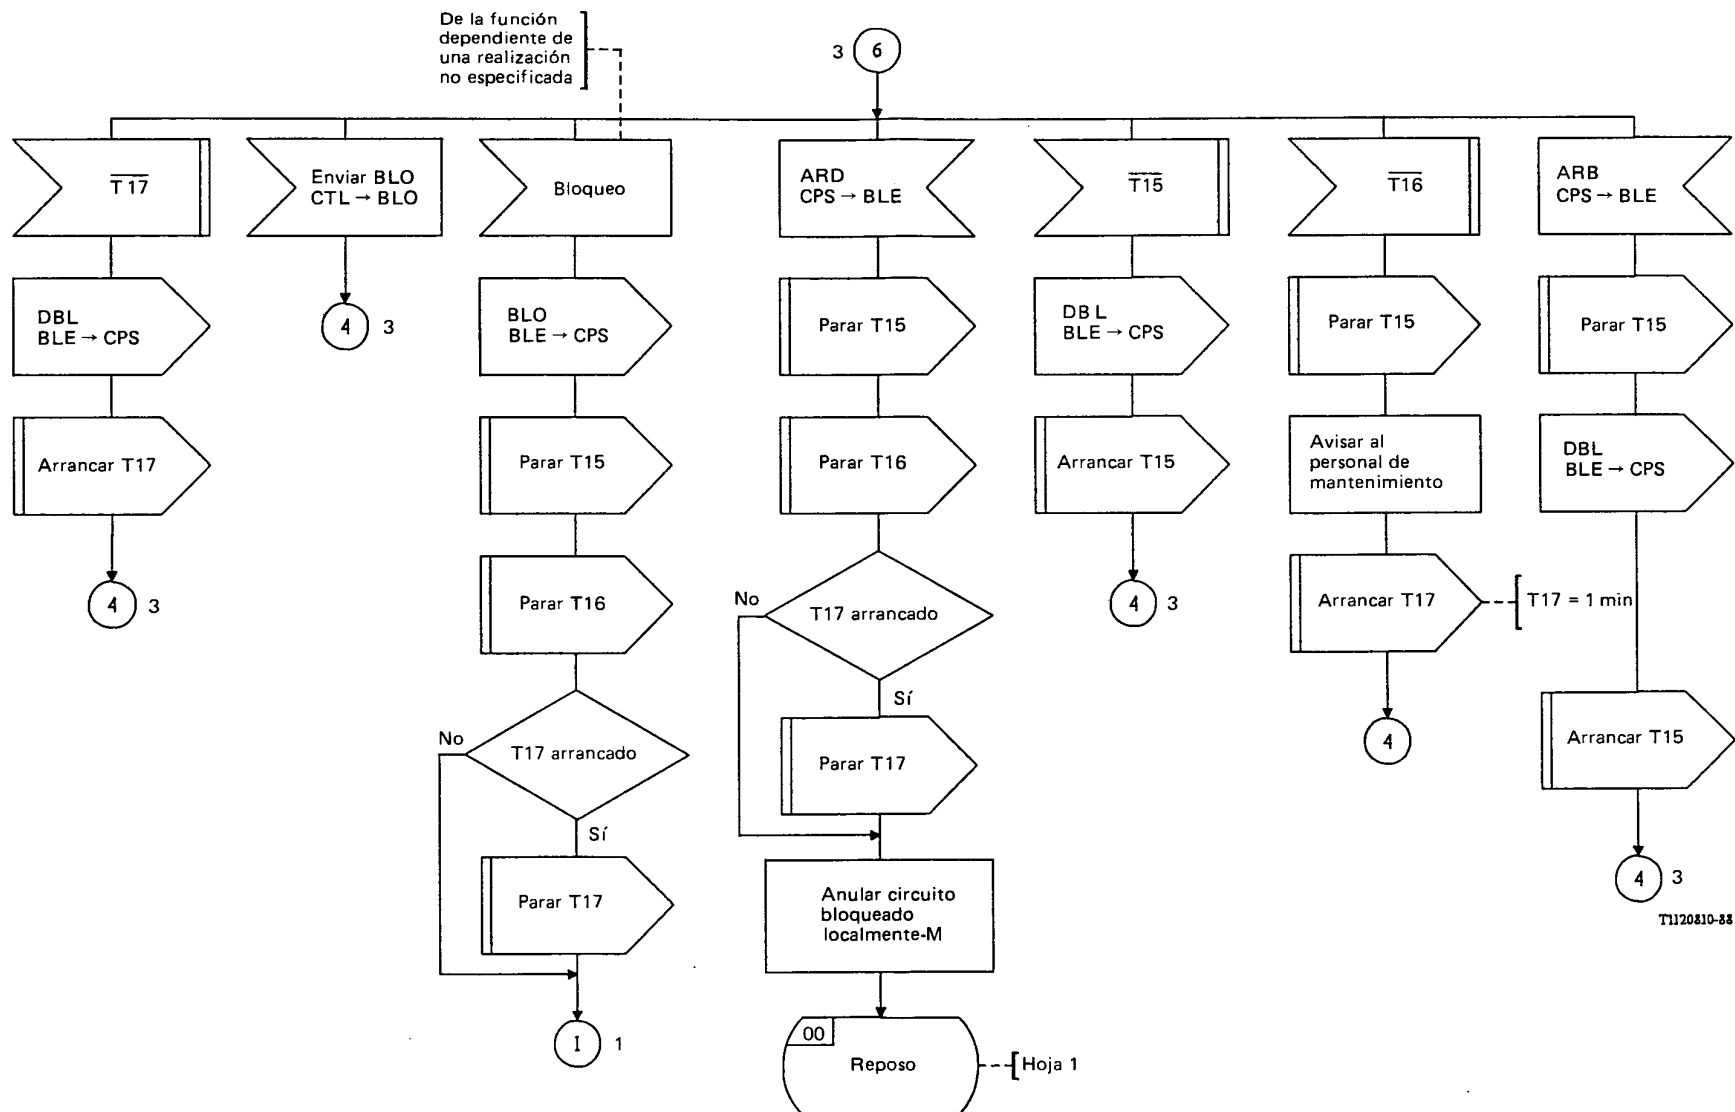 De la función
dependiente de
una realización
no especificada
3 6
T17
Enviar BLO
CTL → BLO
Bloqueo
ARD
CPS → BLE
T15
T16
ARB
CPS → BLE
DBL
BLE → CPS
4 3
BLO
BLE → CPS
Parar T15
DBL
BLE → CPS
Parar T15
Parar T15
Arrancar T17
Parar T15
Parar T16
Arrancar T15
Avisar al
personal de
mantenimiento
DBL
BLE → CPS
4 3
Parar T16
No
T17 arrancado
Sí
4 3
Arrancar T17
T17 = 1 min
No
T17 arrancado
Sí
Parar T17
4
Arrancar T15
Parar T17
Anular circuito
bloqueado
localmente-M
4 3
T1120810-88
1 1
00
Reposo
Hoja 1